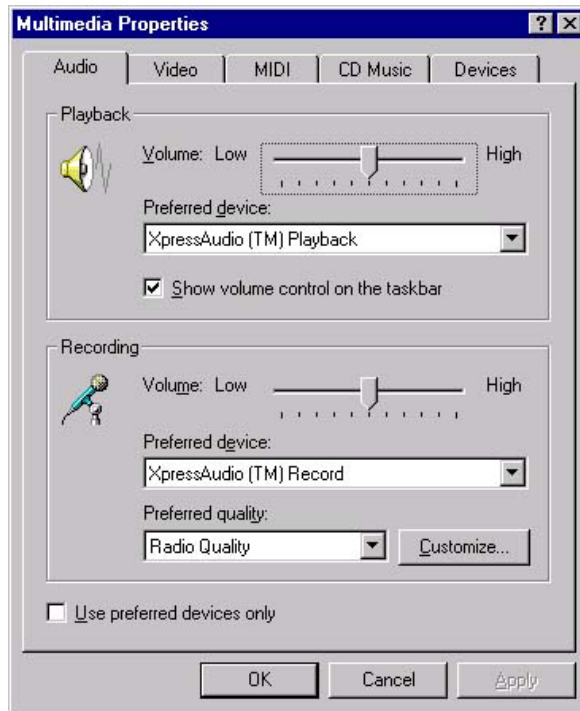 Multimedia Properties
Audio Video MIDI CD Music Devices
Playback
Volume: Low High
Preferred device:
XpressAudio (TM) Playback
Show volume control on the taskbar
Recording
Volume: Low High
Preferred device:
XpressAudio (TM) Record
Preferred quality:
Radio Quality Customize...
Use preferred devices only
OK Cancel Apply